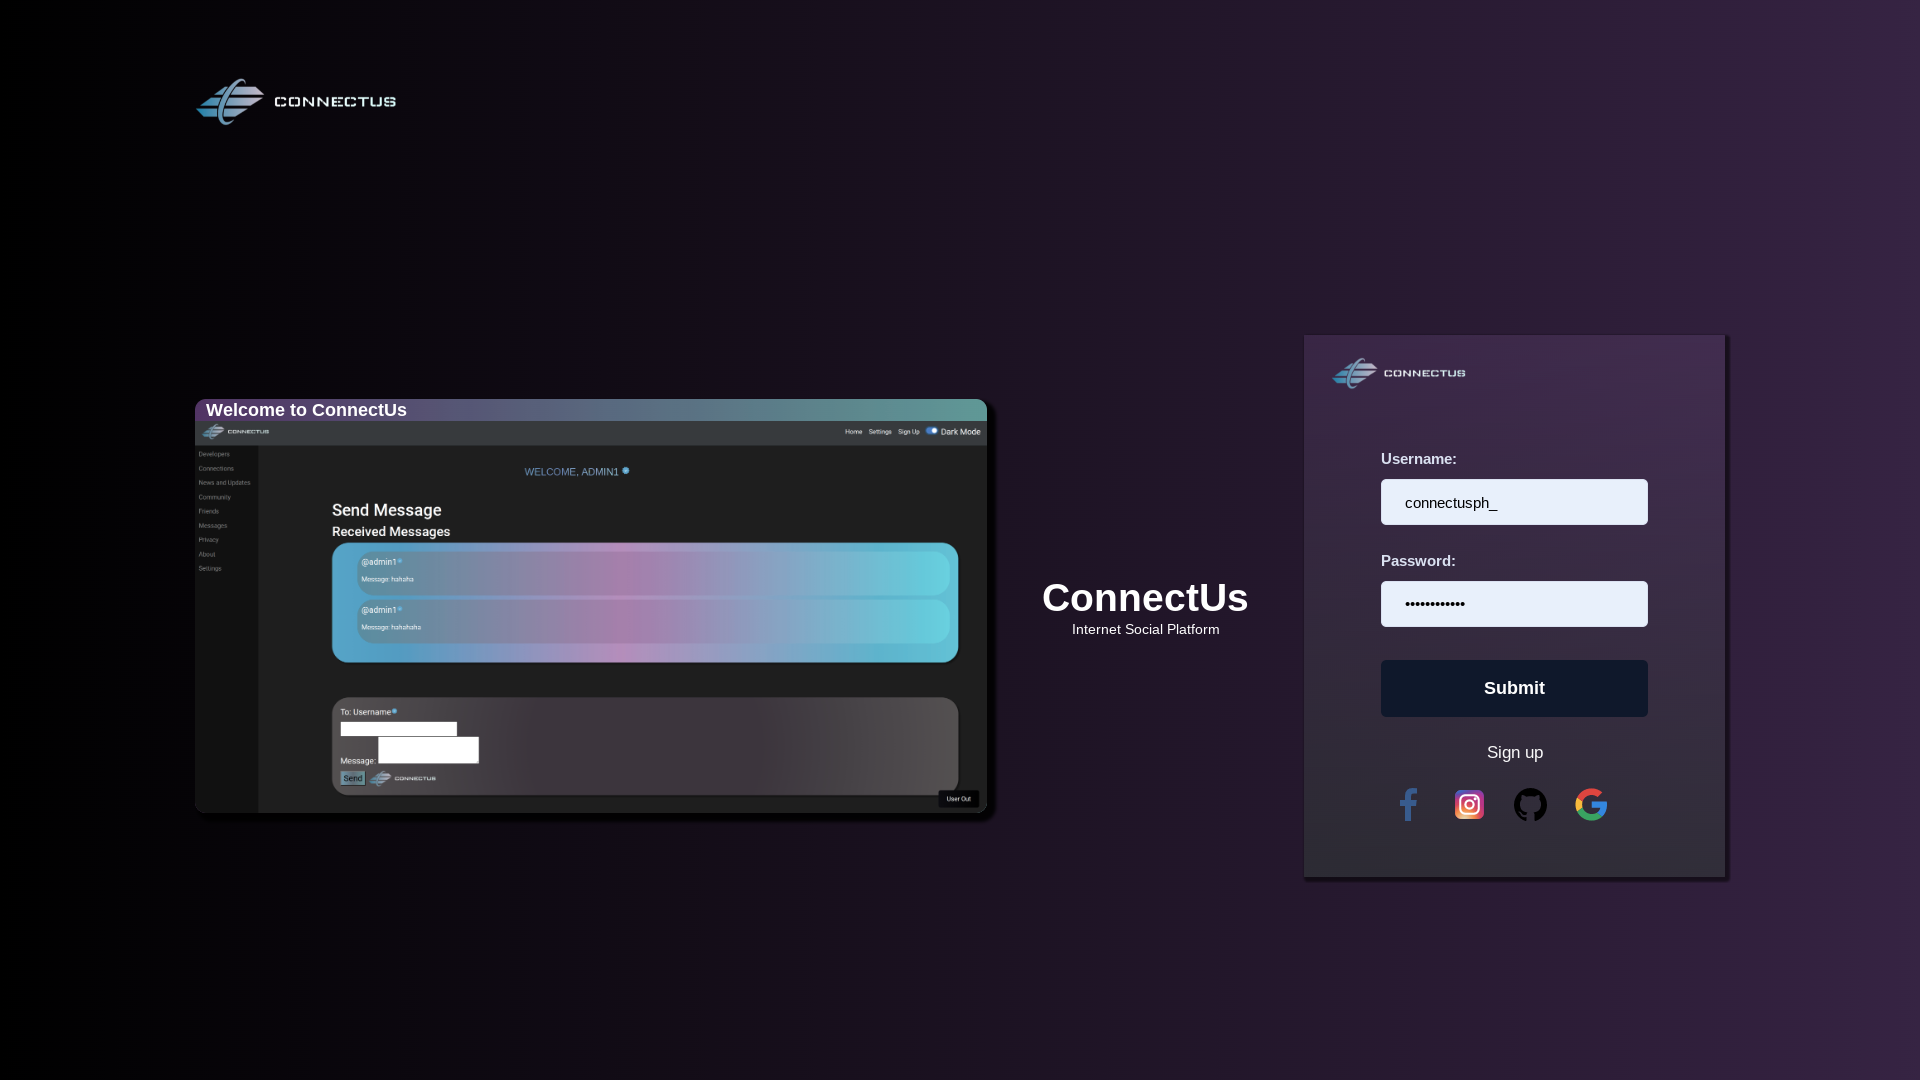 CONNECTUS
Welcome to ConnectUs
CONNECTUS
Home Settings Sign Up Dark Mode
Developers
Connections
News and Updates
Community
Friends
Messages
Privacy
About
Settings
WELCOME, ADMIN1
Send Message
Received Messages
@admin1
Message: hahaha
@admin1
Message: hahahaha
To: Username
Message:
Send CONNECTUS
User Out
ConnectUs
Internet Social Platform
CONNECTUS
Username:
connectusph_
Password:
••••••••••••
Submit
Sign up